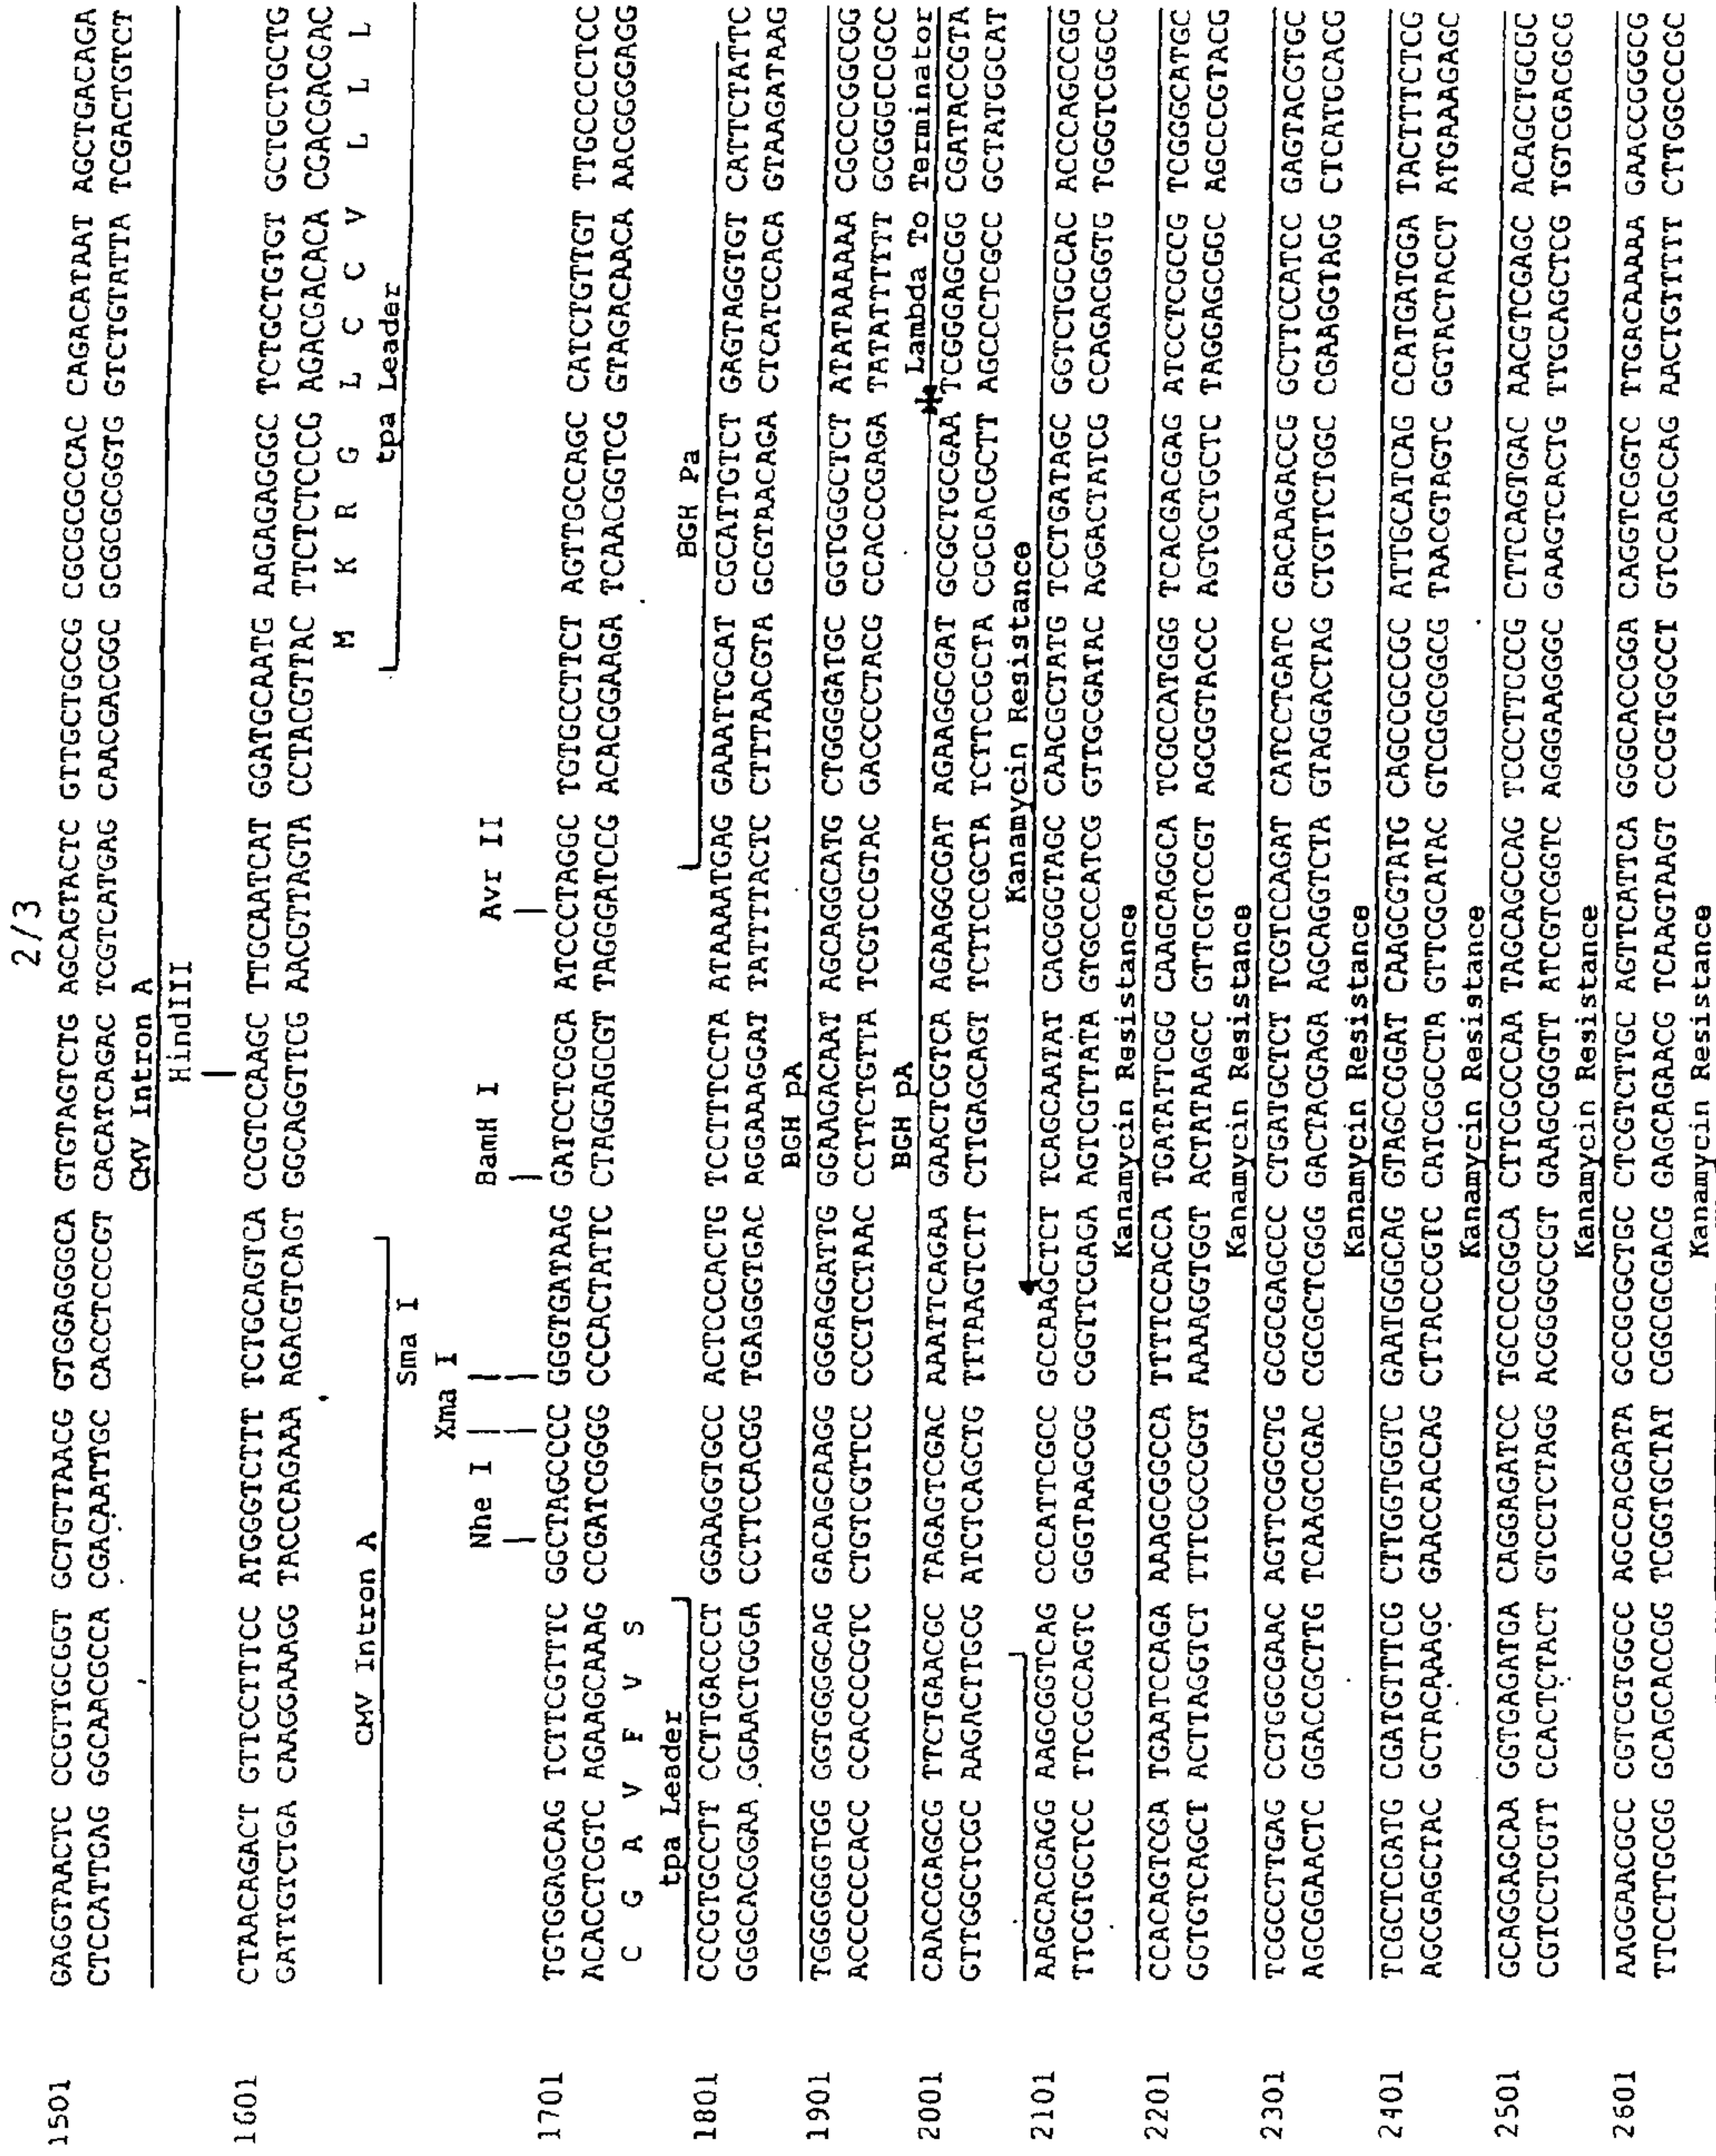 2/3
1501 GAGGTAACTC CCGTTGCGGT GCTGTTAACG GTGGAGGGCA GTGTAGTCTG AGCAGTACTC GTTGCTGCCG CGCGCGCCAC CAGACATAAT AGCTGACAGA
CTCCATTGAG GGCAACGCCA CGACAATTGC CACCTCCCGT CACATCAGAC TCGTCATGAG CAACGACGGC GCGCGCGGTG GTCTGTATTA TCGACTGTCT
CMV Intron A
HindIII
1601 CTAACAGACT GTTCCTTTCC ATGGGTCTTT TCTGCAGTCA CCGTCCAAGC TTGCAATCAT GGATGCAATG AAGAGAGGGC TCTGCTGTGT GCTGCTGCTG
GATTGTCTGA CAAGGAAAGG TACCCAGAAA AGACGTCAGT GGCAGGTTCG AACGTTAGTA CCTACGTTAC TTCTCTCCCG AGACGACACA CGACGACGAC
M K R G L C C V L L L
CMV Intron A
tpa Leader
Sma I
Xma I
Nhe I BamH I Avr II
1701 TGTGGAGCAG TCTTCGTTTC GGCTAGCCCC GGGTGATAAG GATCCTCGCA ATCCCTAGGC TGTGCCTTCT AGTTGCCAGC CATCTGTTGT TTGCCCCTCC
ACACCTCGTC AGAAGCAAAG CCGATCGGGG CCCACTATTC CTAGGAGCGT TAGGGATCCG ACACGGAAGA TCAACGGTCG GTAGACAACA AACGGGGAGG
C G A V F V S
tpa Leader
BGH Pa
1801 CCCGTGCCTT CCTTGACCCT GGAAGGTGCC ACTCCCACTG TCCTTTCCTA ATAAAATGAG GAAATTGCAT CGCATTGTCT GAGTAGGTGT CATTCTATTC
GGGCACGGAA GGAACTGGGA CCTTCCACGG TGAGGGTGAC AGGAAAGGAT TATTTTACTC CTTTAACGTA GCGTAACAGA CTCATCCACA GTAAGATAAG
BGH pA
1901 TGGGGGGTGG GGTGGGGCAG GACAGCAAGG GGGAGGATTG GGAAGACAAT AGCAGGCATG CTGGGGATGC GGTGGGCTCT ATATAAAAAA CGCCCGGCGG
ACCCCCCACC CCACCCCGTC CTGTCGTTCC CCCTCCTAAC CCTTCTGTTA TCGTCCGTAC GACCCCTACG CCACCCGAGA TATATTTTTT GCGGGCCGCC
BGH pA
Lambda To Terminator
2001 CAACCGAGCG TTCTGAACGC TAGAGTCGAC AAATTCAGAA GAACTCGTCA AGAAGGCGAT AGAAGGCGAT GCGCTGCGAA TCGGGAGCGG CGATACCGTA
GTTGGCTCGC AAGACTTGCG ATCTCAGCTG TTTAAGTCTT CTTGAGCAGT TCTTCCGCTA TCTTCCGCTA CGCGACGCTT AGCCCTCGCC GCTATGGCAT
Kanamycin Resistance
2101 AAGCACGAGG AAGCGGTCAG CCCATTCGCC GCCAAGCTCT TCAGCAATAT CACGGGTAGC CAACGCTATG TCCTGATAGC GGTCTGCCAC ACCCAGCCGG
TTCGTGCTCC TTCGCCAGTC GGGTAAGCGG CGGTTCGAGA AGTCGTTATA GTGCCCATCG GTTGCGATAC AGGACTATCG CCAGACGGTG TGGGTCGGCC
Kanamycin Resistance
2201 CCACAGTCGA TGAATCCAGA AAAGCGGCCA TTTTCCACCA TGATATTCGG CAAGCAGGCA TCGCCATGGG TCACGACGAG ATCCTCGCCG TCGGGCATGC
GGTGTCAGCT ACTTAGGTCT TTTCGCCGGT AAAAGGTGGT ACTATAAGCC GTTCGTCCGT AGCGGTACCC AGTGCTGCTC TAGGAGCGGC AGCCCGTACG
Kanamycin Resistance
2301 TCGCCTTGAG CCTGGCGAAC AGTTCGGCTG GCGCGAGCCC CTGATGCTCT TCGTCCAGAT CATCCTGATC GACAAGACCG GCTTCCATCC GAGTACGTGC
AGCGGAACTC GGACCGCTTG TCAAGCCGAC CGCGCTCGGG GACTACGAGA AGCAGGTCTA GTAGGACTAG CTGTTCTGGC CGAAGGTAGG CTCATGCACG
Kanamycin Resistance
2401 TCGCTCGATG CGATGTTTCG CTTGGTGGTC GAATGGGCAG GTAGCCGGAT CAAGCGTATG CAGCCGCCGC ATTGCATCAG CCATGATGGA TACTTTCTCG
AGCGAGCTAC GCTACAAAGC GAACCACCAG CTTACCCGTC CATCGGCCTA GTTCGCATAC GTCGGCGGCG TAACGTAGTC GGTACTACCT ATGAAAGAGC
Kanamycin Resistance
2501 GCAGGAGCAA GGTGAGATGA CAGGAGATCC TGCCCCGGCA CTTCGCCCAA TAGCAGCCAG TCCCTTCCCG CTTCAGTGAC AACGTCGAGC ACAGCTGCGC
CGTCCTCGTT CCACTCTACT GTCCTCTAGG ACGGGGCCGT GAAGCGGGTT ATCGTCGGTC AGGGAAGGGC GAAGTCACTG TTGCAGCTCG TGTCGACGCG
Kanamycin Resistance
2601 AAGGAACGCC CGTCGTGGCC AGCCACGATA GCCGCGCTGC CTCGTCTTGC AGTTCATTCA GGGCACCGGA CAGGTCGGTC TTGACAAAAA GAACCGGGCG
TTCCTTGCGG GCAGCACCGG TCGGTGCTAT CGGCGCGACG GAGCAGAACG TCAAGTAAGT CCCGTGGCCT GTCCAGCCAG AACTGTTTTT CTTGGCCCGC
Kanamycin Resistance